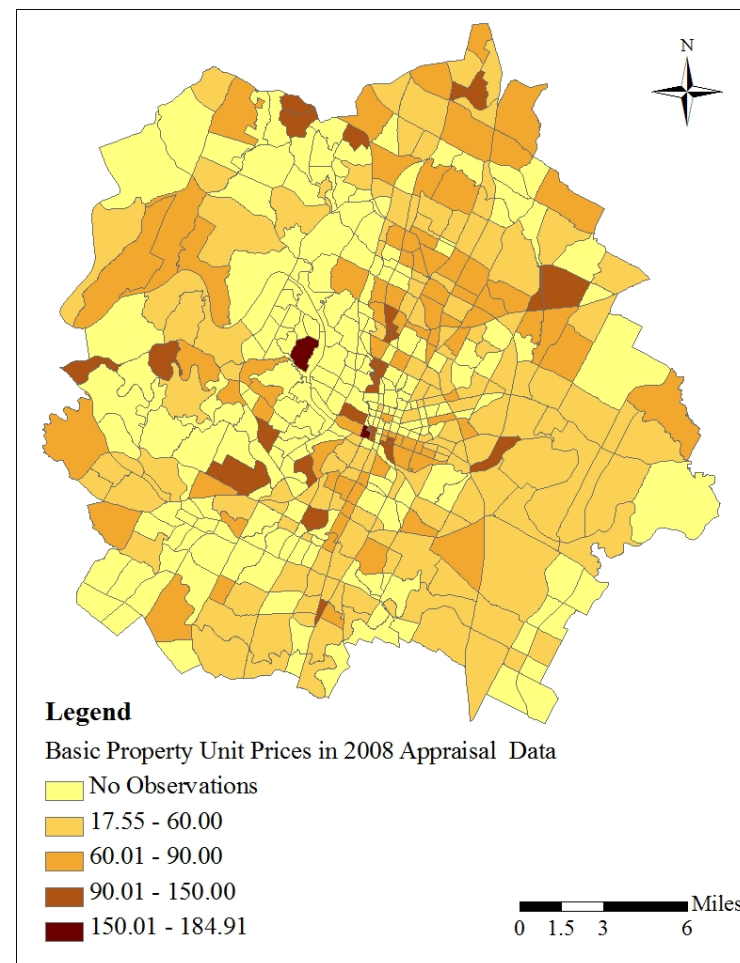 N
Legend
Basic Property Unit Prices in 2008 Appraisal Data
No Observations
17.55 - 60.00
60.01 - 90.00
90.01 - 150.00
150.01 - 184.91
Miles
0 1.5 3 6